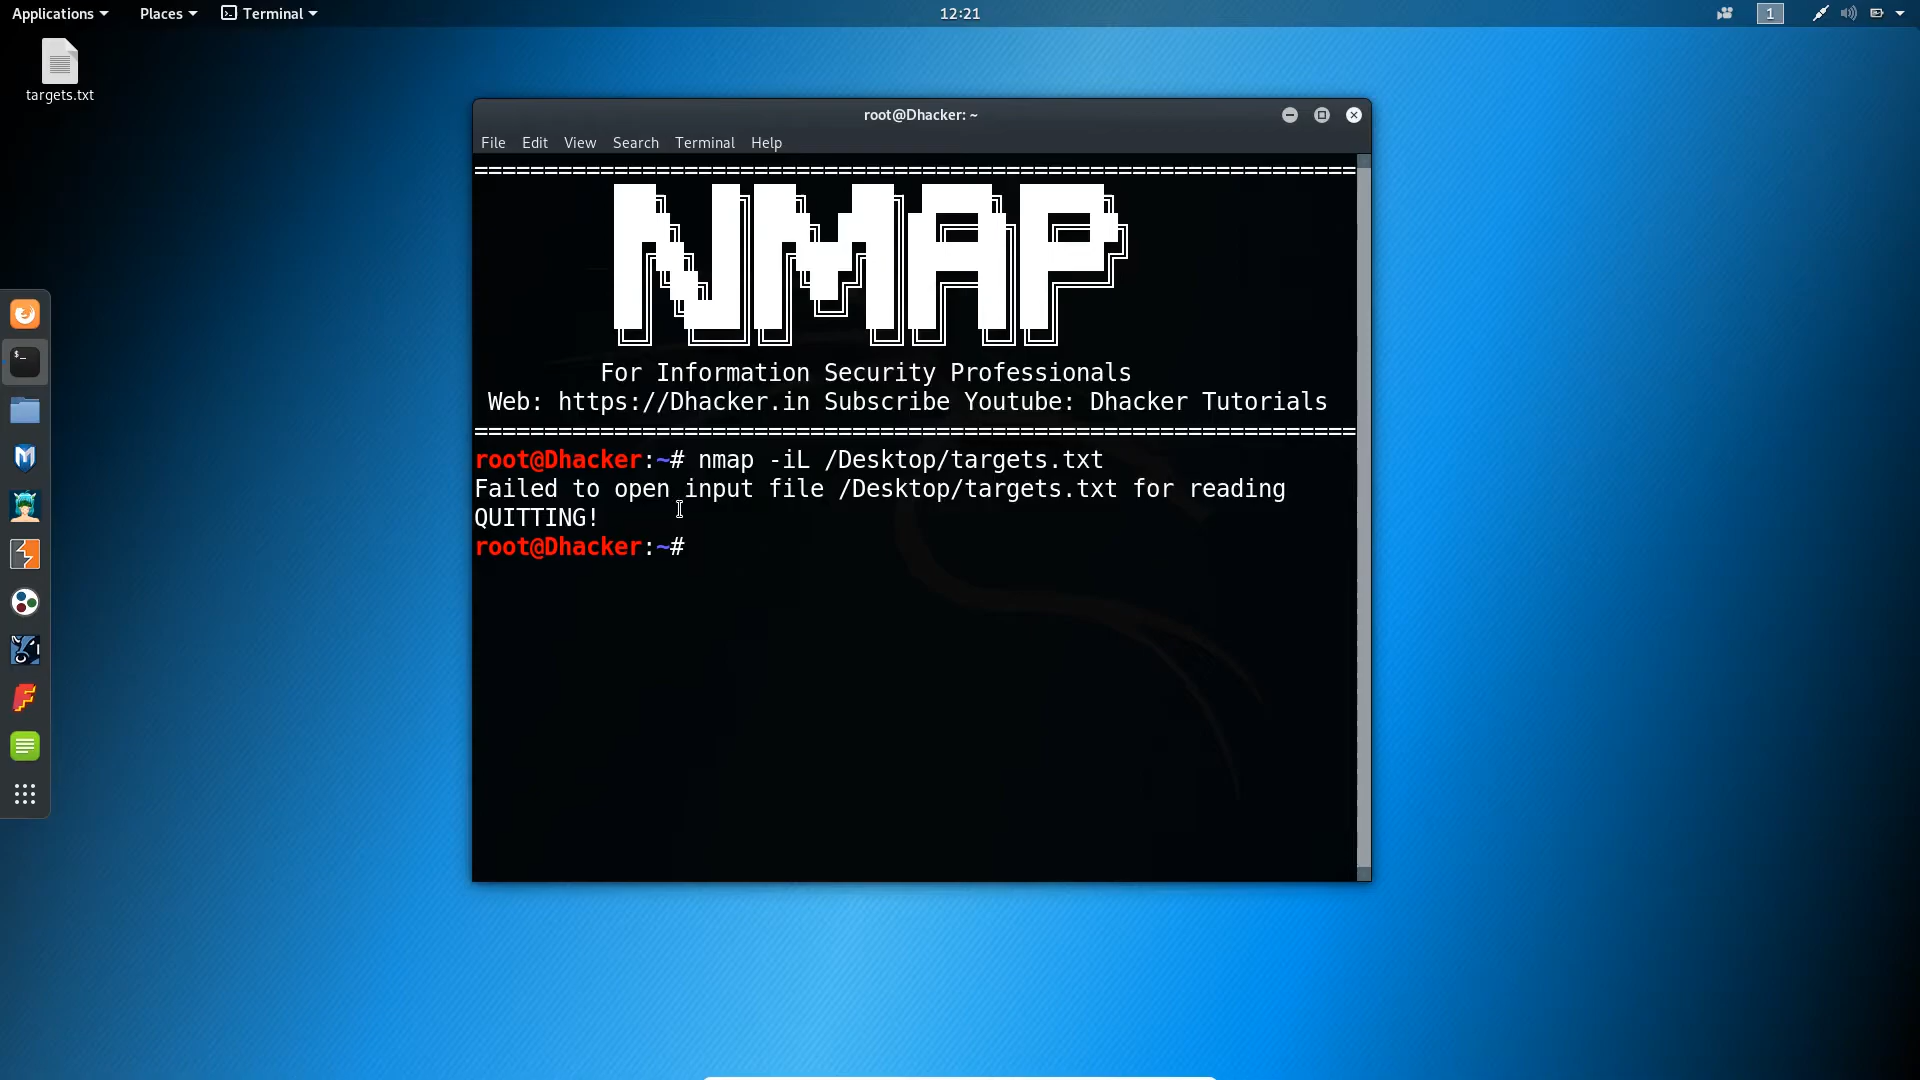 Applications Places Terminal 12:21 1
targets.txt
root@Dhacker: ~
File Edit View Search Terminal Help
================================================================
NMAP
For Information Security Professionals
Web: https://Dhacker.in Subscribe Youtube: Dhacker Tutorials
================================================================
root@Dhacker:~# nmap -iL /Desktop/targets.txt
Failed to open input file /Desktop/targets.txt for reading
QUITTING!
root@Dhacker:~#